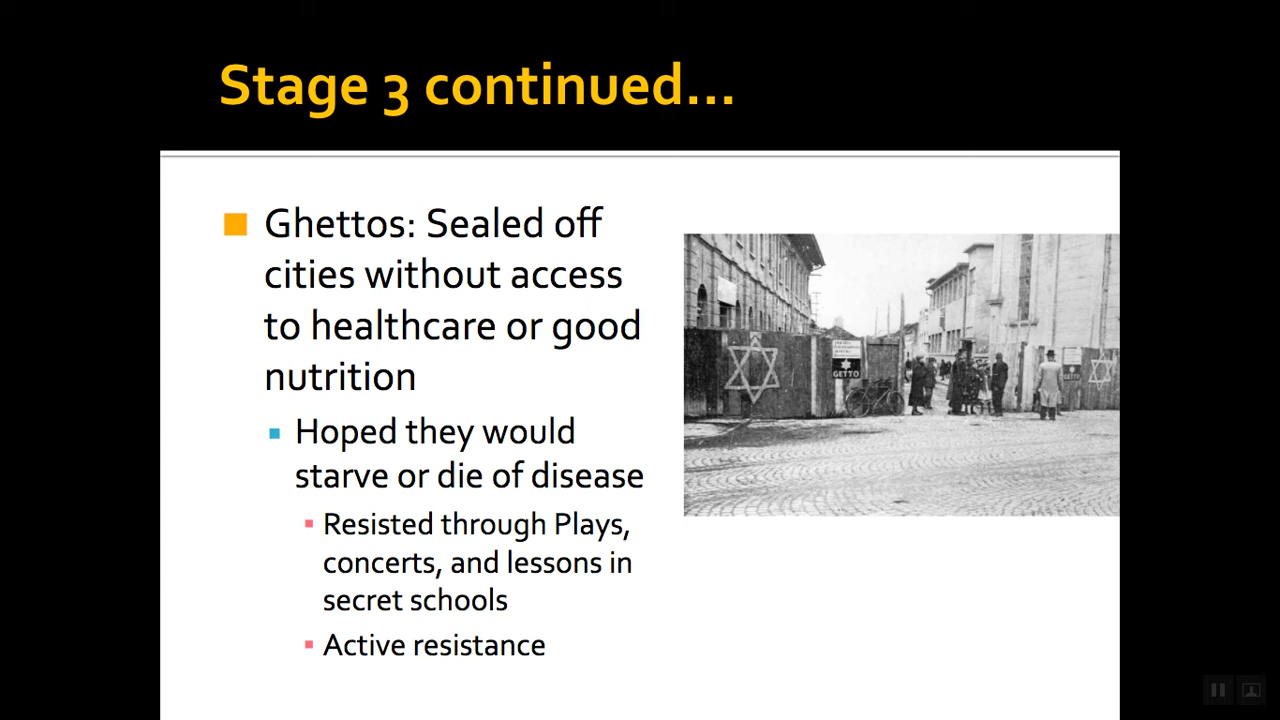 Stage 3 continued...
Ghettos: Sealed off
cities without access
to healthcare or good
nutrition
Hoped they would
starve or die of disease
Resisted through Plays,
concerts, and lessons in
secret schools
Active resistance
GETTO
GETTO